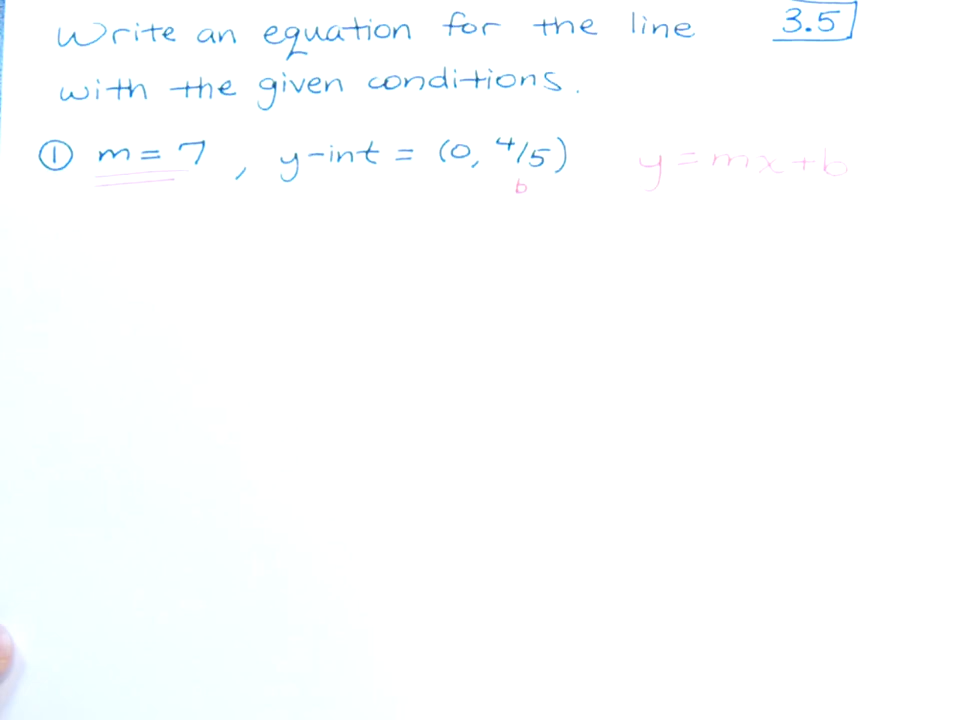 Write an equation for the line 3.5
with the given conditions.
① m = 7 , y-int = (0, 4/5) y = mx + b
b